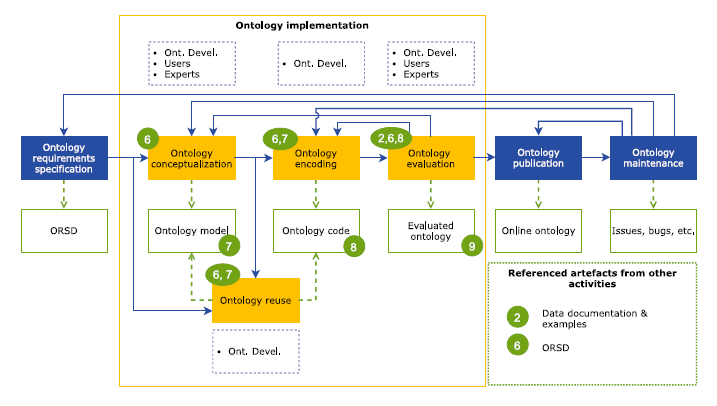 Ontology implementation
• Ont. Devel.
• Users
• Experts
• Ont. Devel.
• Ont. Devel.
• Users
• Experts
Ontology
requirements
specification
6
Ontology
conceptualization
6,7
Ontology
encoding
2,6,8
Ontology
evaluation
Ontology
publication
Ontology
maintenance
ORSD
Ontology model
7
Ontology code
8
Evaluated
ontology
9
Online ontology
Issues, bugs, etc.
6, 7
Ontology reuse
• Ont. Devel.
Referenced artefacts from other
activities
2
Data documentation &
examples
6
ORSD